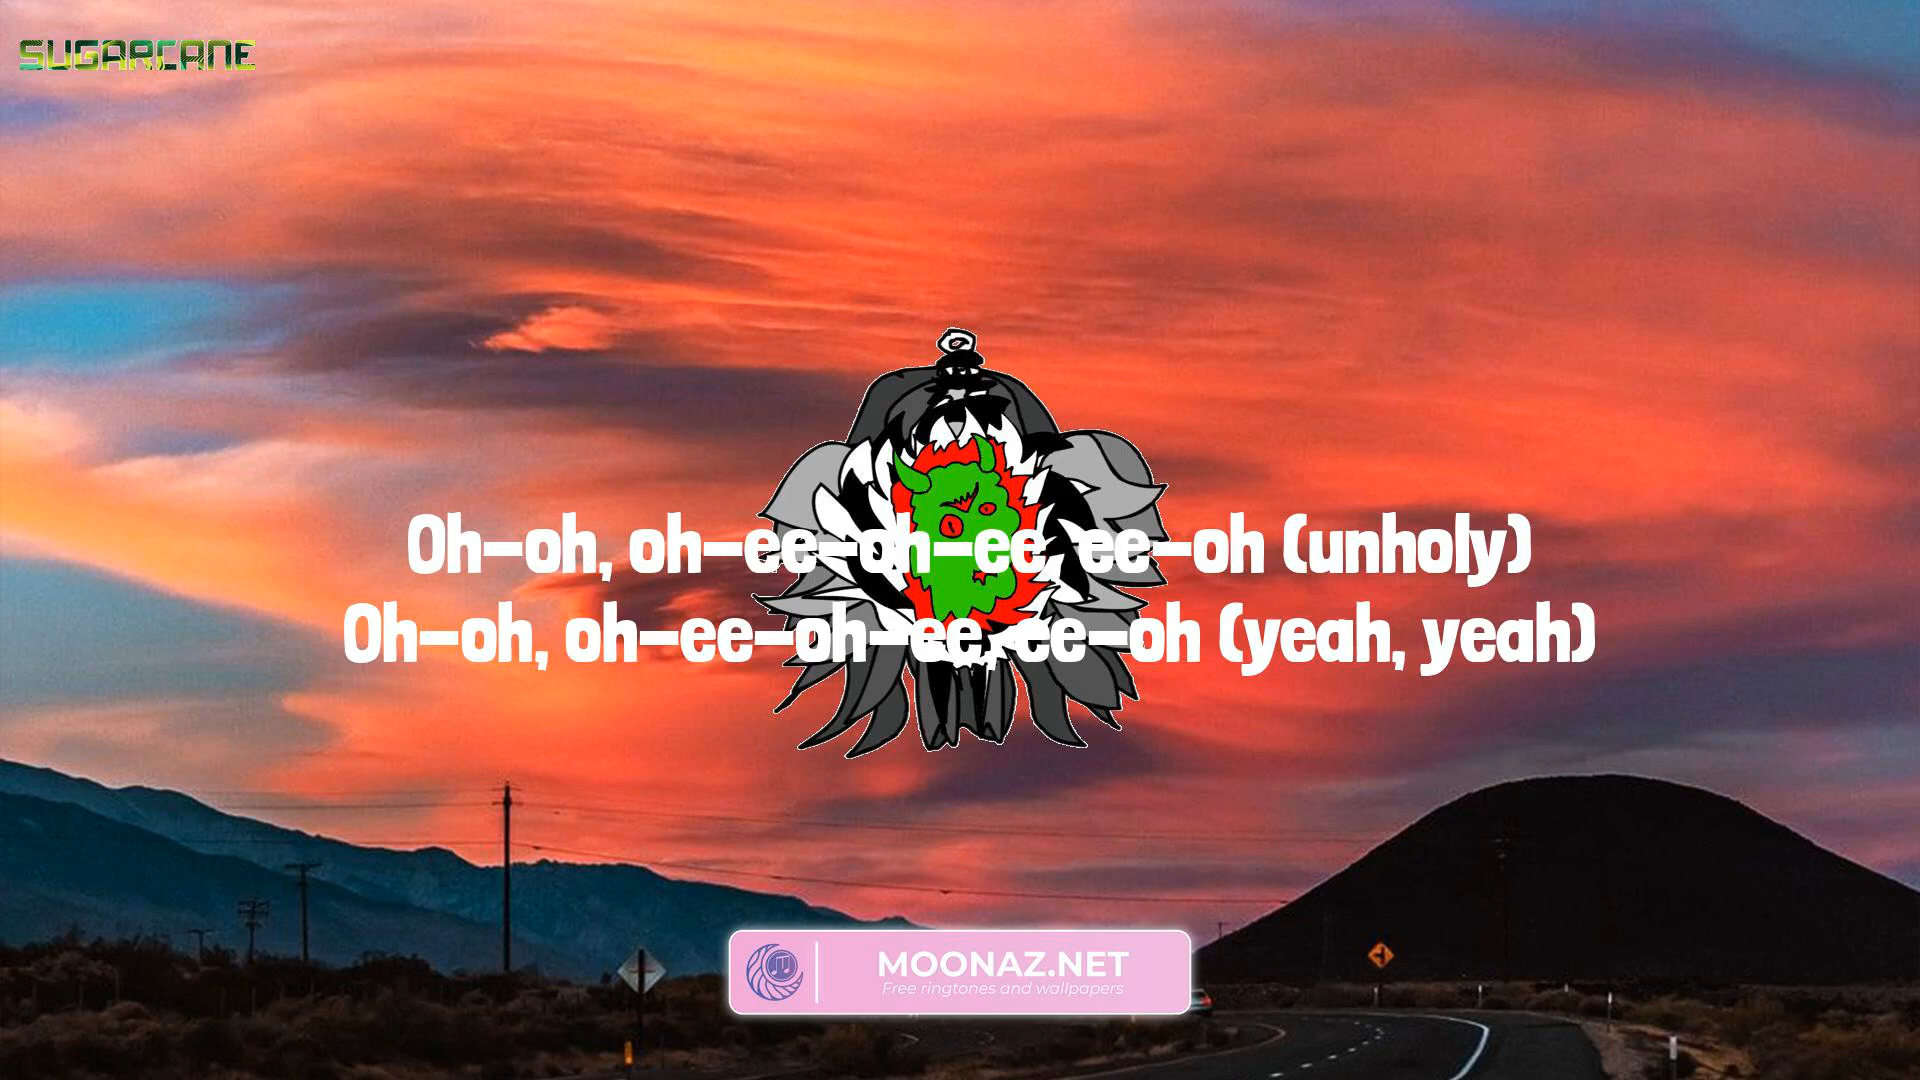 SUGARCANE
Oh-oh, oh-ee-oh-ee, ee-oh (unholy)
Oh-oh, oh-ee-oh-ee, ee-oh (yeah, yeah)
MOONAZ.NET
Free ringtones and wallpapers